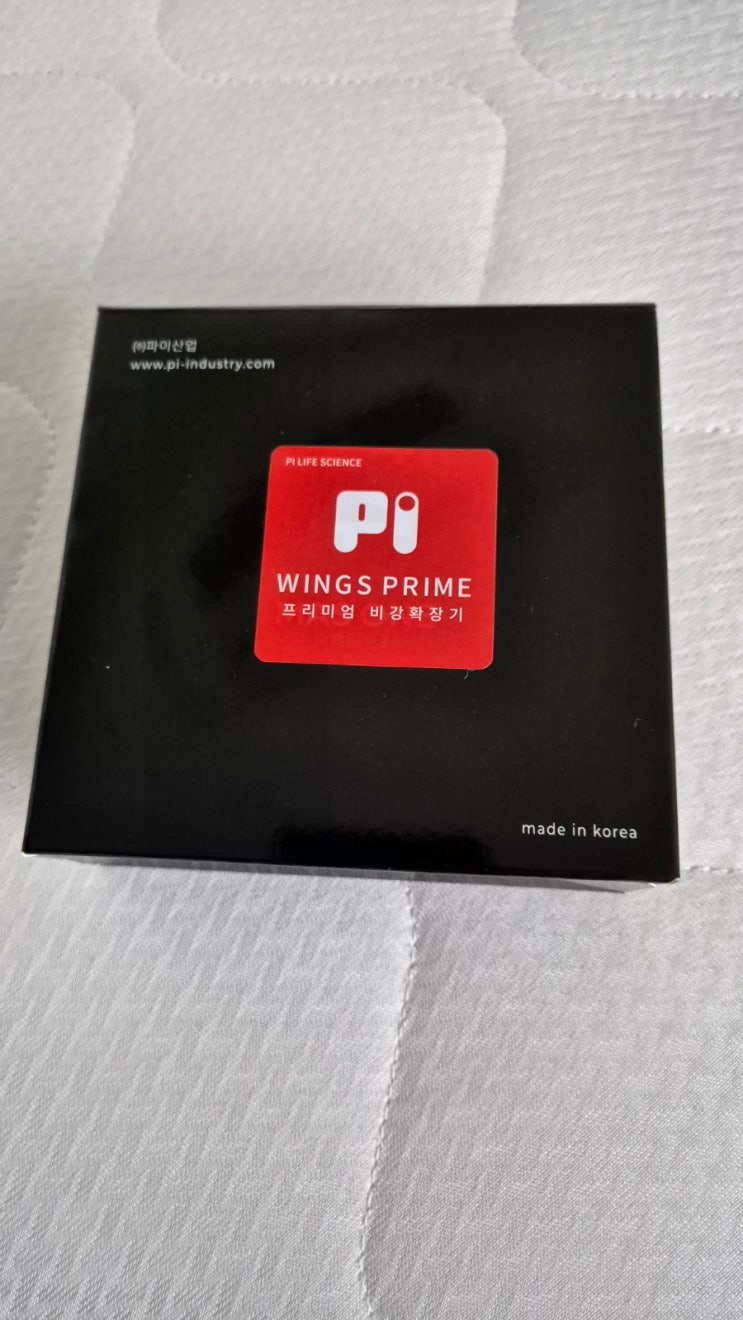 ㈜파이산업
www.pi-industry.com
PI LIFE SCIENCE
Pi
WINGS PRIME
프리미엄 비강확장기
made in korea